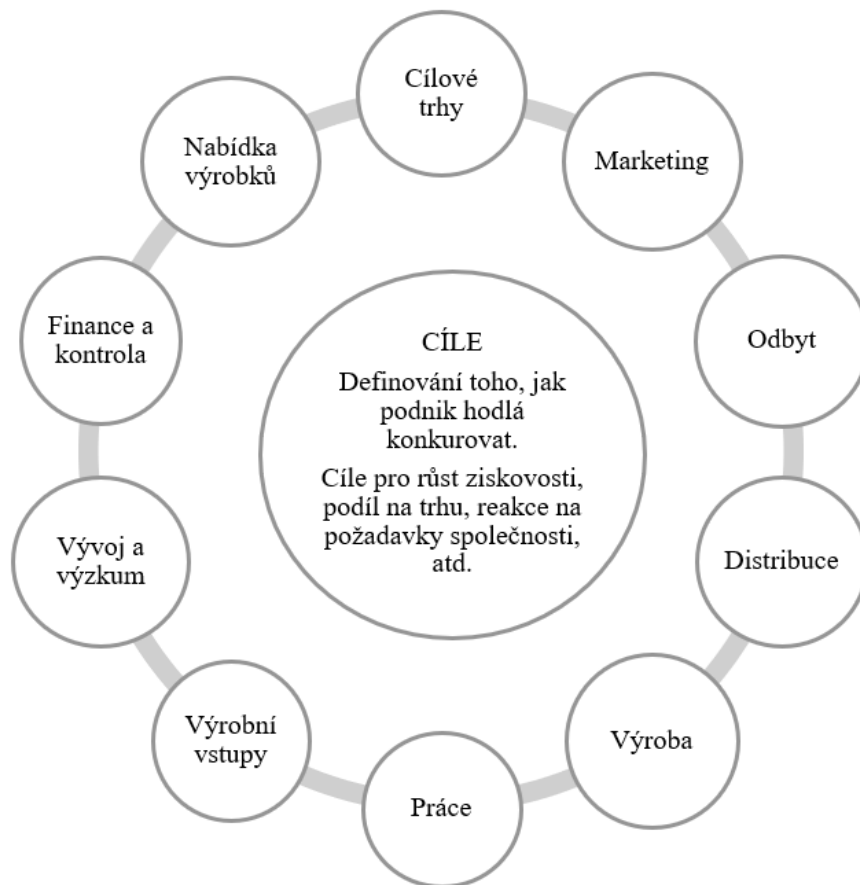 Cílové
trhy
Marketing
Odbyt
Distribuce
Výroba
Práce
Výrobní
vstupy
Vývoj a
výzkum
Finance a
kontrola
Nabídka
výrobků
CÍLE
Definování toho, jak
podnik hodlá
konkurovat.
Cíle pro růst ziskovosti,
podíl na trhu, reakce na
požadavky společnosti,
atd.